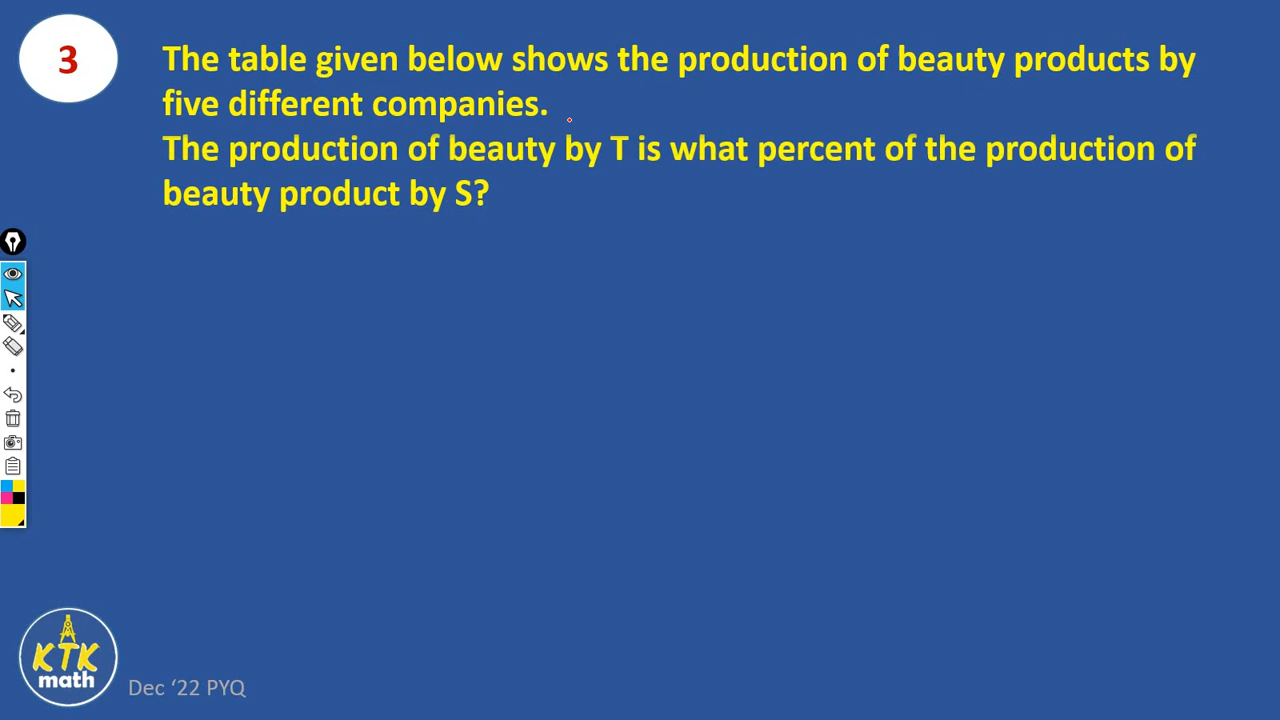 3
The table given below shows the production of beauty products by
five different companies.
The production of beauty by T is what percent of the production of
beauty product by S?
KTK
math
Dec ‘22 PYQ